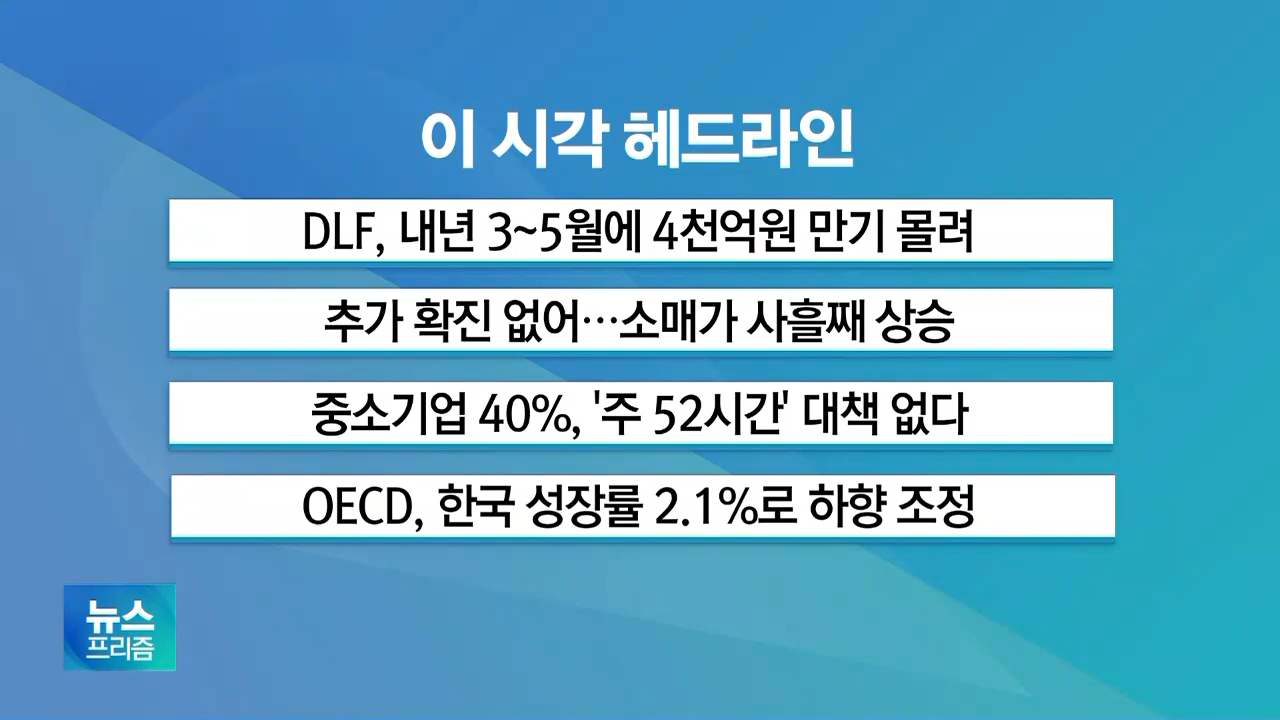 이 시각 헤드라인
DLF, 내년 3~5월에 4천억원 만기 몰려
추가 확진 없어…소매가 사흘째 상승
중소기업 40%, '주 52시간' 대책 없다
OECD, 한국 성장률 2.1%로 하향 조정
뉴스
프리즘